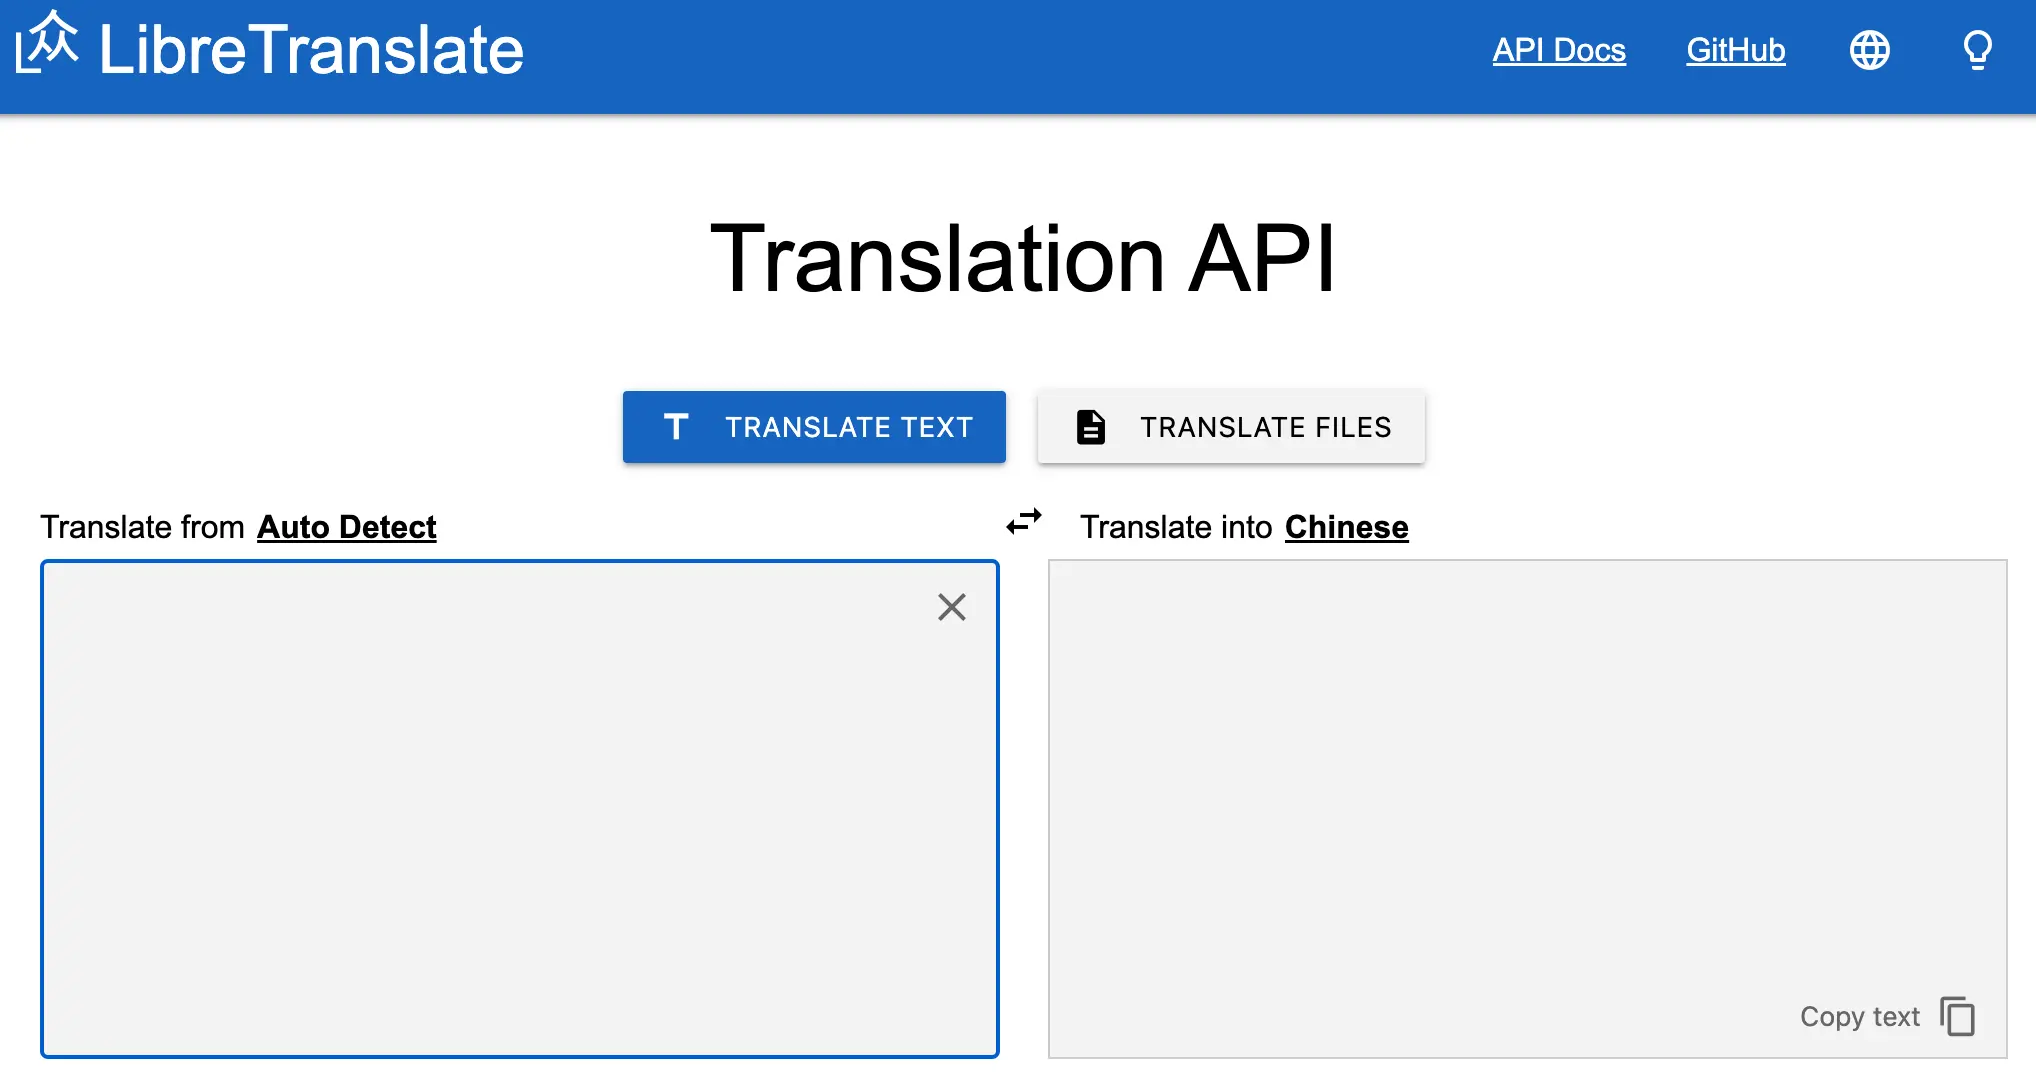 LibreTranslate
API Docs
GitHub
Translation API
TRANSLATE TEXT
TRANSLATE FILES
Translate from Auto Detect
Translate into Chinese
Copy text